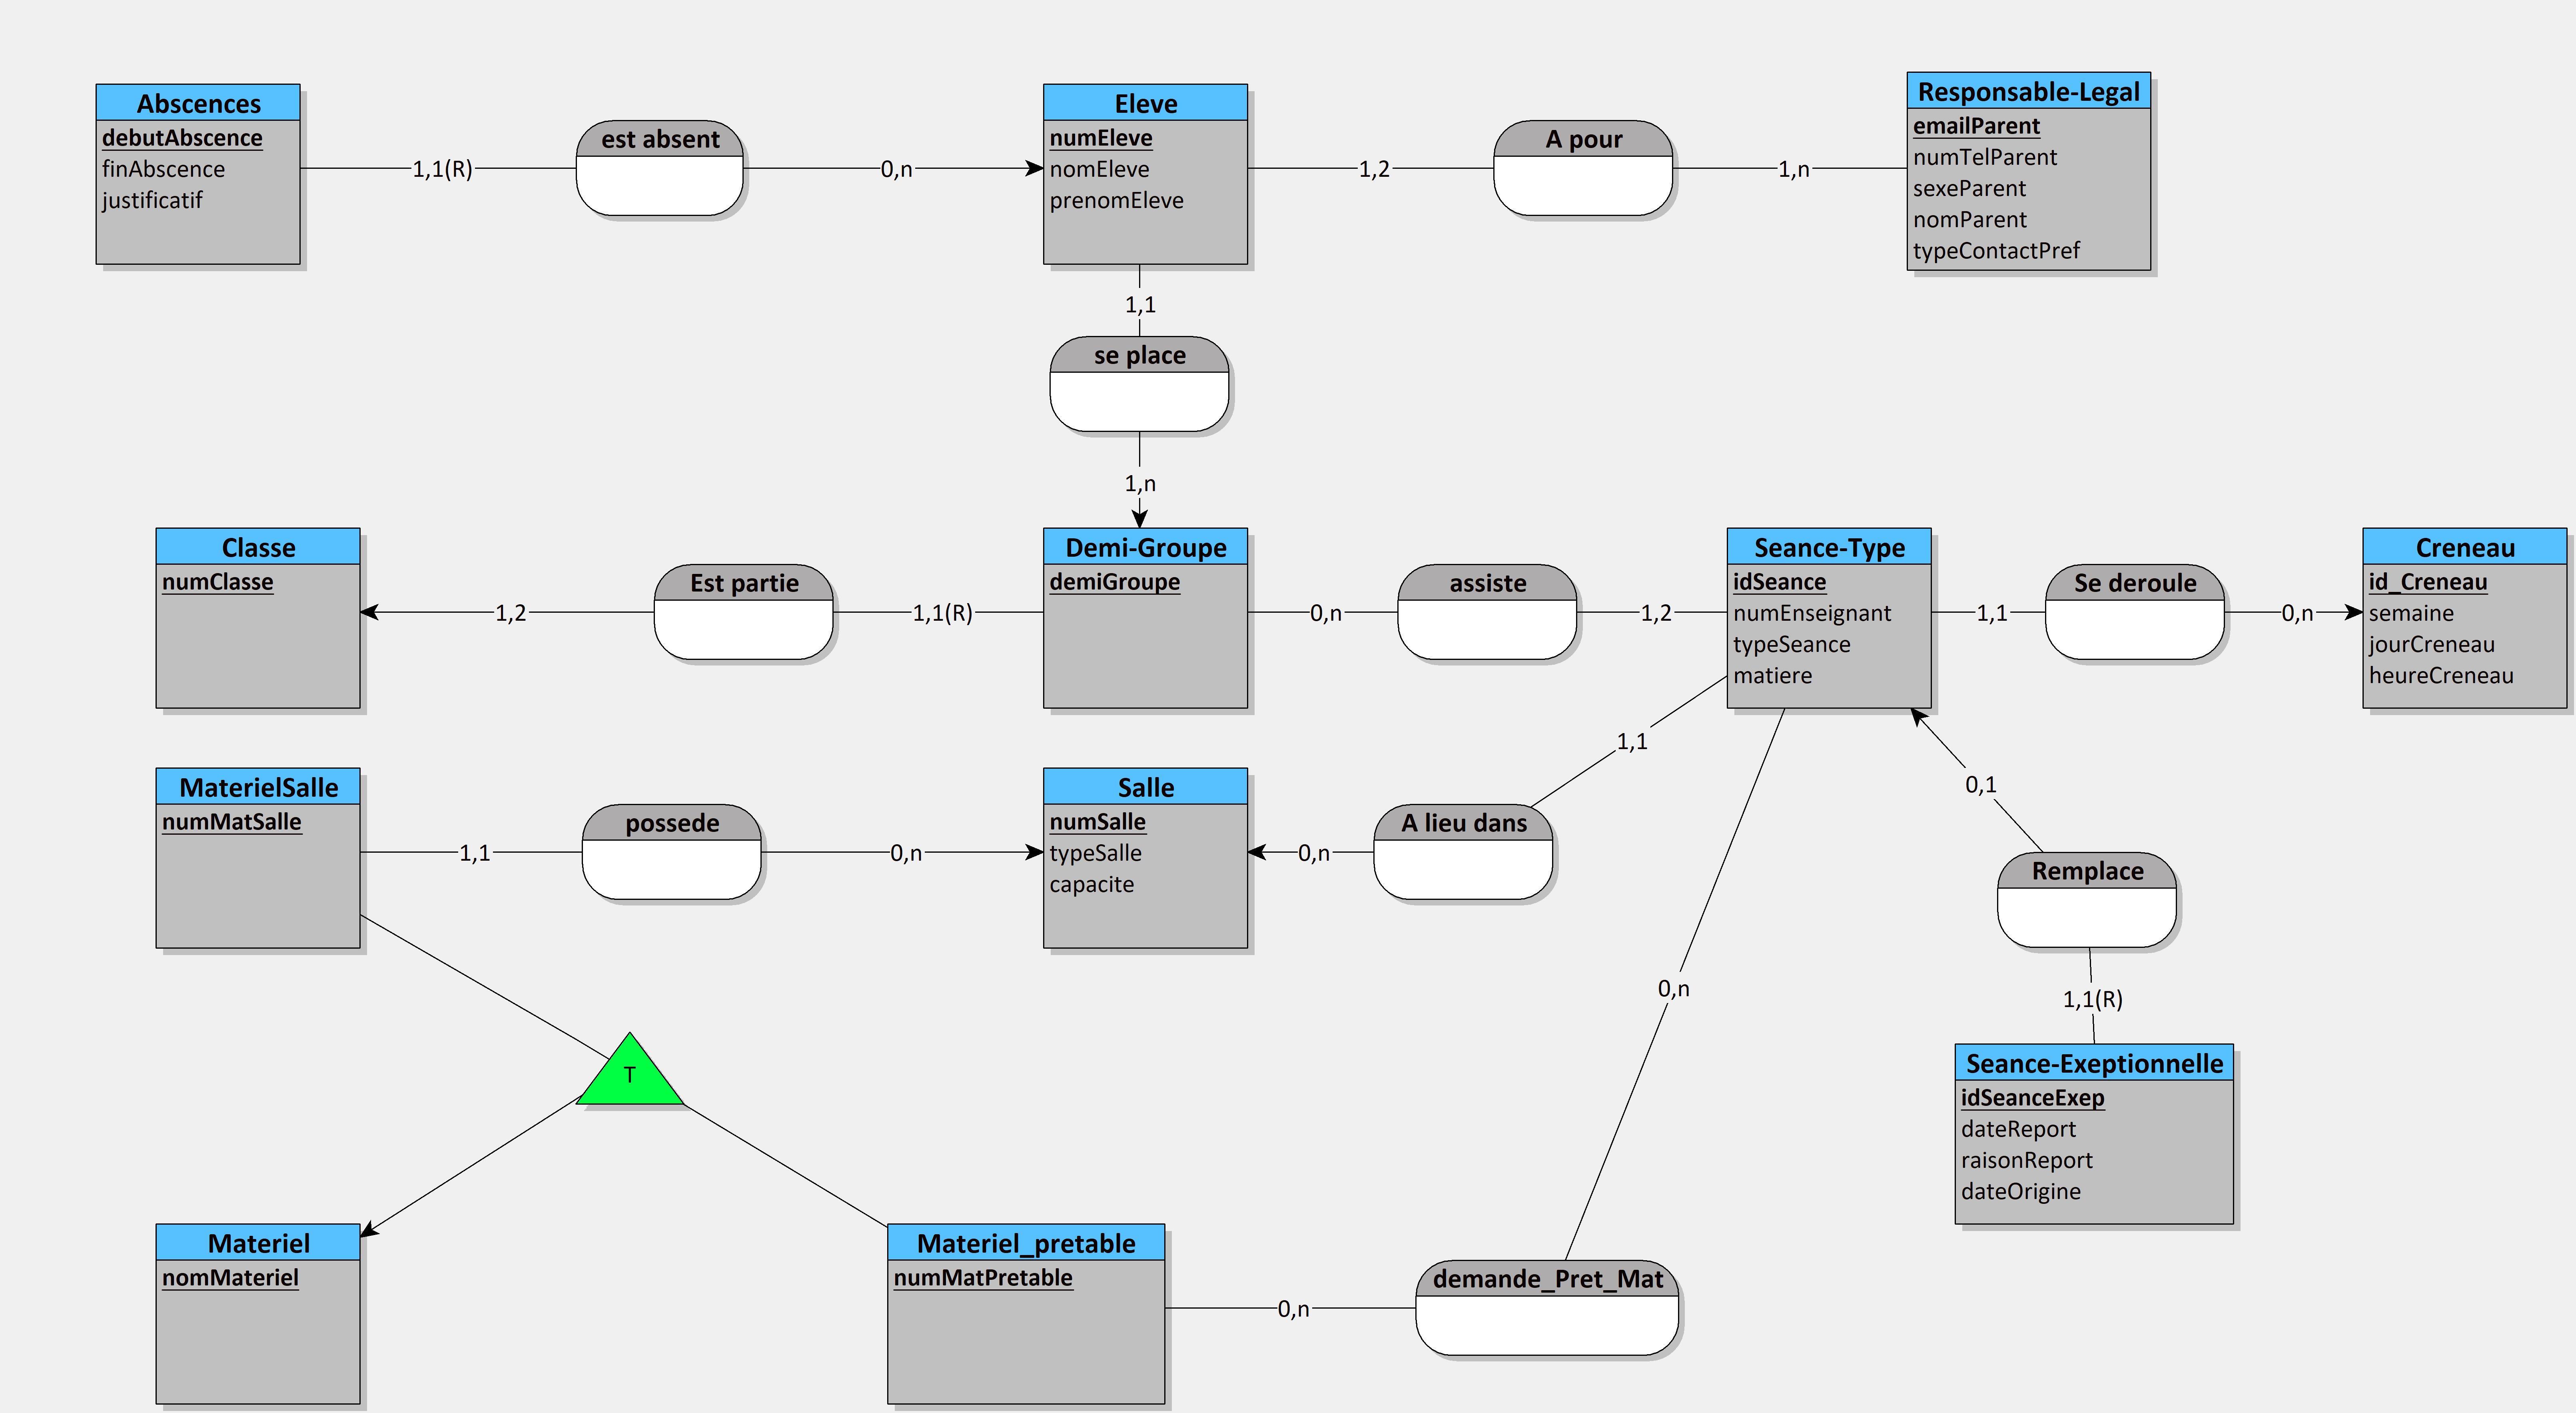 Abscences
debutAbscence
finAbscence
justificatif
1,1(R)
est absent
0,n
Eleve
numEleve
nomEleve
prenomEleve
1,2
A pour
1,n
Responsable-Legal
emailParent
numTelParent
sexeParent
nomParent
typeContactPref
1,1
se place
1,n
Classe
numClasse
1,2
Est partie
1,1(R)
Demi-Groupe
demiGroupe
0,n
assiste
1,2
Seance-Type
idSeance
numEnseignant
typeSeance
matiere
1,1
Se deroule
0,n
Creneau
id_Creneau
semaine
jourCreneau
heureCreneau
1,1
0,1
MaterielSalle
numMatSalle
1,1
possede
0,n
Salle
numSalle
typeSalle
capacite
0,n
A lieu dans
Remplace
0,n
1,1(R)
T
Seance-Exeptionnelle
idSeanceExep
dateReport
raisonReport
dateOrigine
Materiel
nomMateriel
Materiel_pretable
numMatPretable
0,n
demande_Pret_Mat